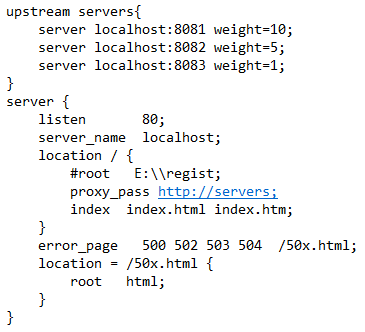 upstream servers{
    server localhost:8081 weight=10;
    server localhost:8082 weight=5;
    server localhost:8083 weight=1;
}
server {
    listen       80;
    server_name  localhost;
    location / {
        #root   E:\\regist;
        proxy_pass http://servers;
        index  index.html index.htm;
    }
    error_page   500 502 503 504  /50x.html;
    location = /50x.html {
        root   html;
    }
}